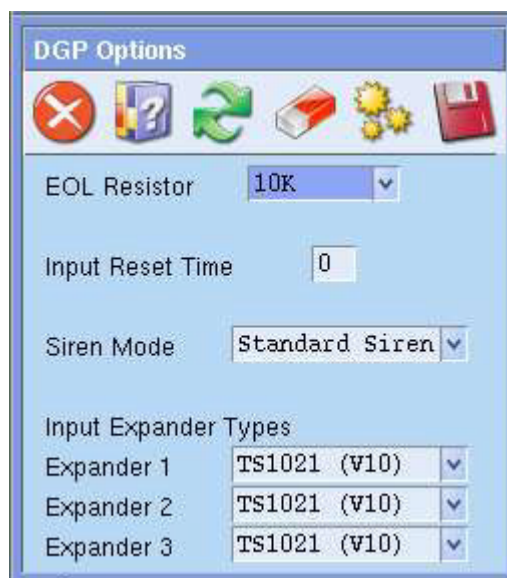 DGP Options
EOL Resistor 10K
Input Reset Time 0
Siren Mode Standard Siren
Input Expander Types
Expander 1 TS1021 (V10)
Expander 2 TS1021 (V10)
Expander 3 TS1021 (V10)